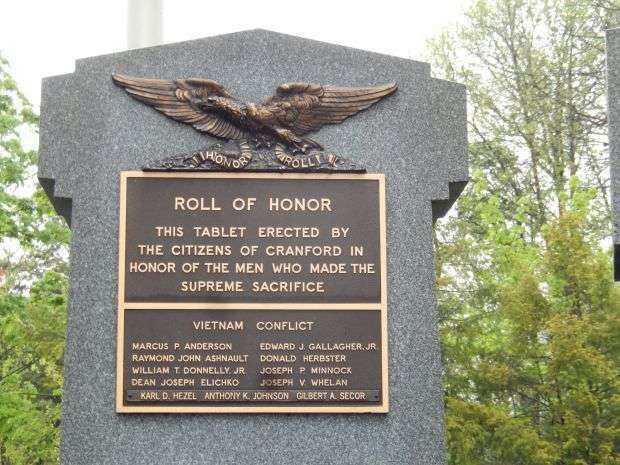 HONOR ROLL
ROLL OF HONOR
THIS TABLET ERECTED BY
THE CITIZENS OF CRANFORD IN
HONOR OF THE MEN WHO MADE THE
SUPREME SACRIFICE
VIETNAM CONFLICT
MARCUS P. ANDERSON EDWARD J. GALLAGHER, JR.
RAYMOND JOHN ASHNAULT DONALD HERBSTER
WILLIAM T. DONNELLY, JR. JOSEPH P. MINNOCK
DEAN JOSEPH ELICHKO JOSEPH V. WHELAN
KARL D. HEZEL ANTHONY K. JOHNSON GILBERT A. SECOR